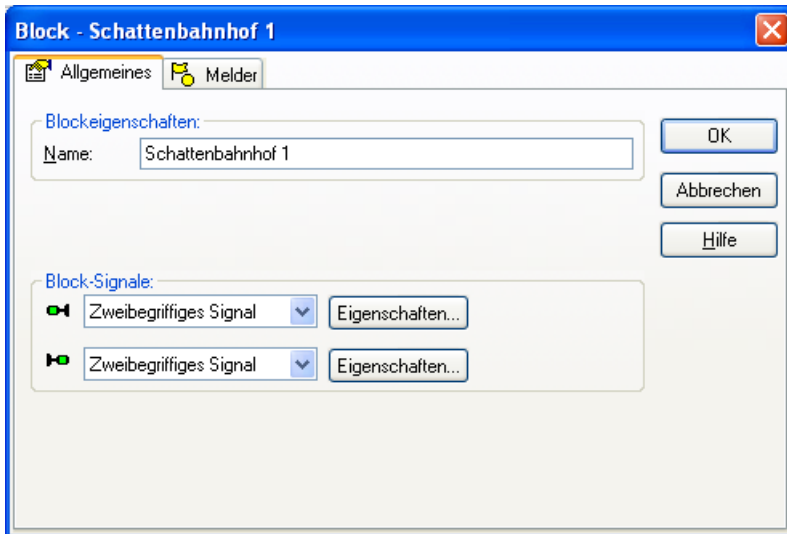 Block - Schattenbahnhof 1
Allgemeines Melder
Blockeigenschaften:
Name: Schattenbahnhof 1
OK
Abbrechen
Hilfe
Block-Signale:
Zweibegriffiges Signal Eigenschaften...
Zweibegriffiges Signal Eigenschaften...